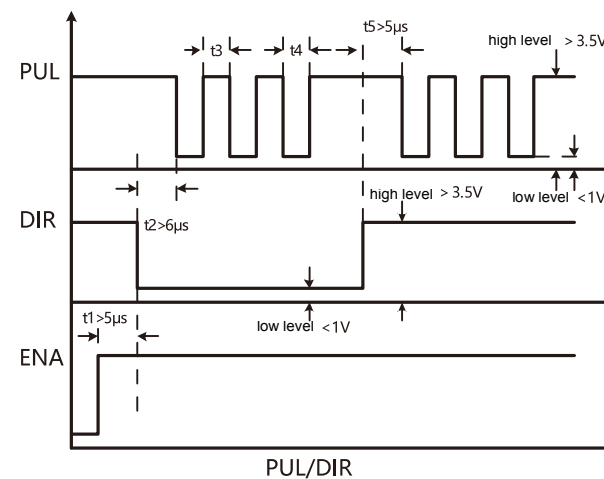 t5>5μs
high level > 3.5V
t3
t4
PUL
low level <1V
high level > 3.5V
DIR
t2>6μs
low level <1V
t1>5μs
ENA
PUL/DIR